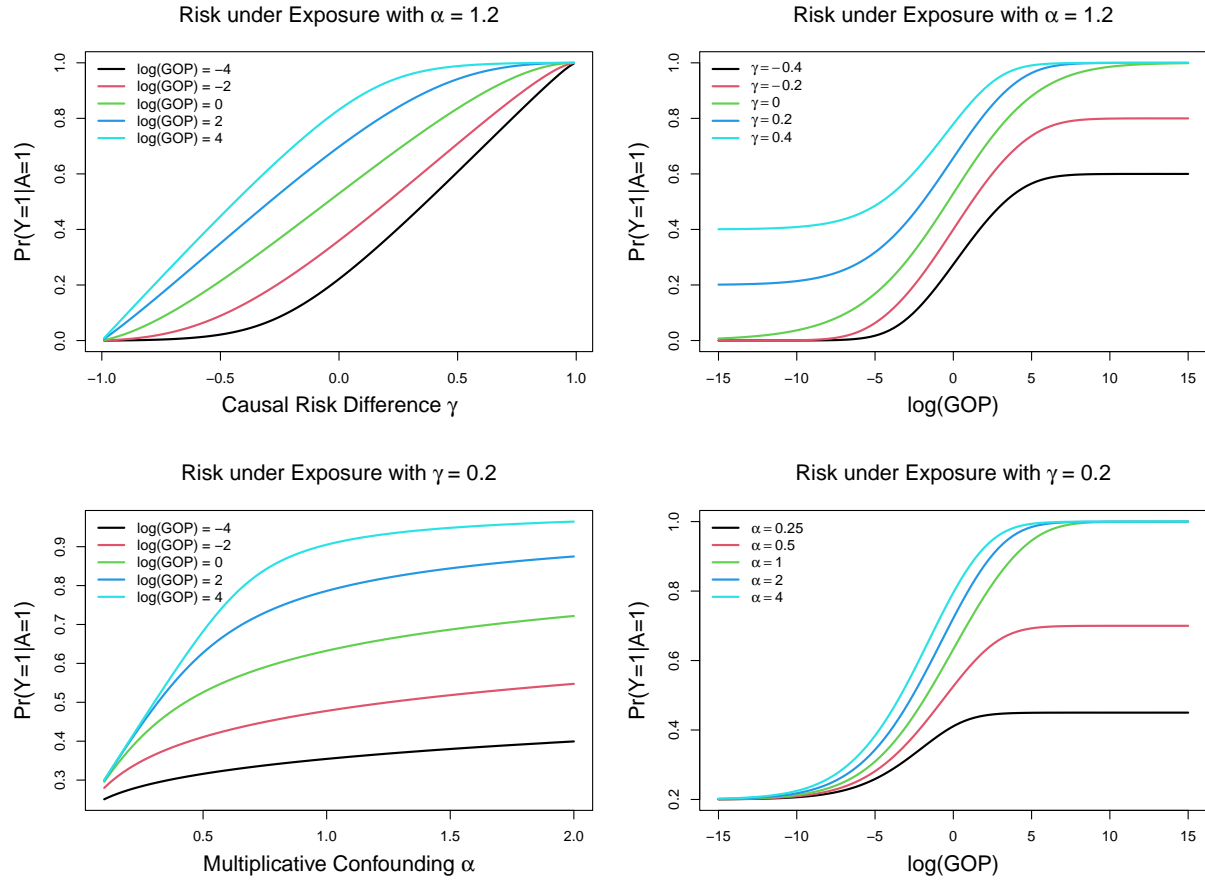 Risk under Exposure with α = 1.2
log(GOP) = −4
log(GOP) = −2
log(GOP) = 0
log(GOP) = 2
log(GOP) = 4
Pr(Y=1|A=1)
0.0 0.2 0.4 0.6 0.8 1.0
−1.0 −0.5 0.0 0.5 1.0
Causal Risk Difference γ
Risk under Exposure with α = 1.2
γ = −0.4
γ = −0.2
γ = 0
γ = 0.2
γ = 0.4
Pr(Y=1|A=1)
0.0 0.2 0.4 0.6 0.8 1.0
−15 −10 −5 0 5 10 15
log(GOP)
Risk under Exposure with γ = 0.2
log(GOP) = −4
log(GOP) = −2
log(GOP) = 0
log(GOP) = 2
log(GOP) = 4
Pr(Y=1|A=1)
0.3 0.4 0.5 0.6 0.7 0.8 0.9
0.5 1.0 1.5 2.0
Multiplicative Confounding α
Risk under Exposure with γ = 0.2
α = 0.25
α = 0.5
α = 1
α = 2
α = 4
Pr(Y=1|A=1)
0.2 0.4 0.6 0.8 1.0
−15 −10 −5 0 5 10 15
log(GOP)